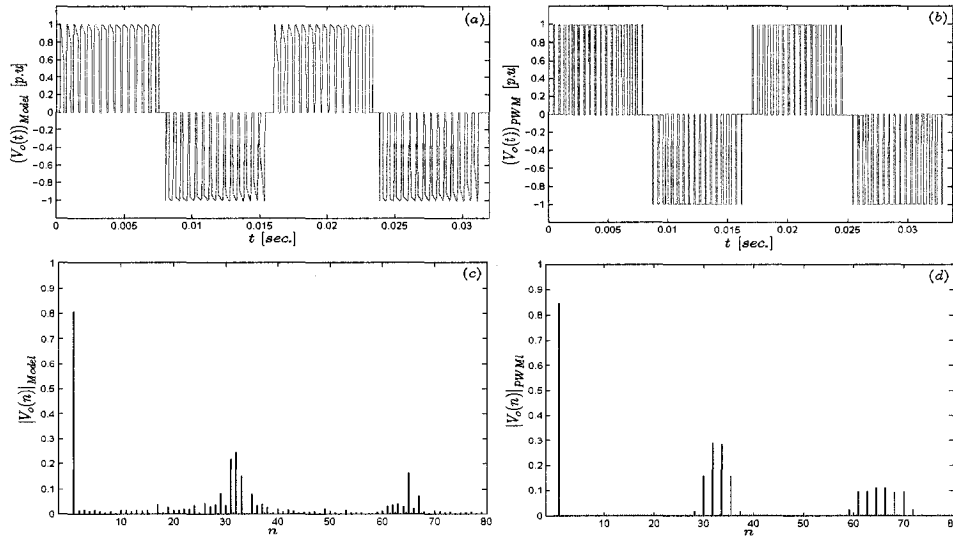 (a)
(V_o(t))_Model [p.u]
1
0.8
0.6
0.4
0.2
0
−0.2
−0.4
−0.6
−0.8
−1
0 0.005 0.01 0.015 0.02 0.025 0.03
t [sec.]
(b)
(V_o(t))_PWM [p.u]
1
0.8
0.6
0.4
0.2
0
−0.2
−0.4
−0.6
−0.8
−1
0 0.005 0.01 0.015 0.02 0.025 0.03
t [sec.]
(c)
|V_o(n)|_Model
1
0.9
0.8
0.7
0.6
0.5
0.4
0.3
0.2
0.1
0
10 20 30 40 50 60 70 80
n
(d)
|V_o(n)|_PWMl
1
0.9
0.8
0.7
0.6
0.5
0.4
0.3
0.2
0.1
0
10 20 30 40 50 60 70 80
n